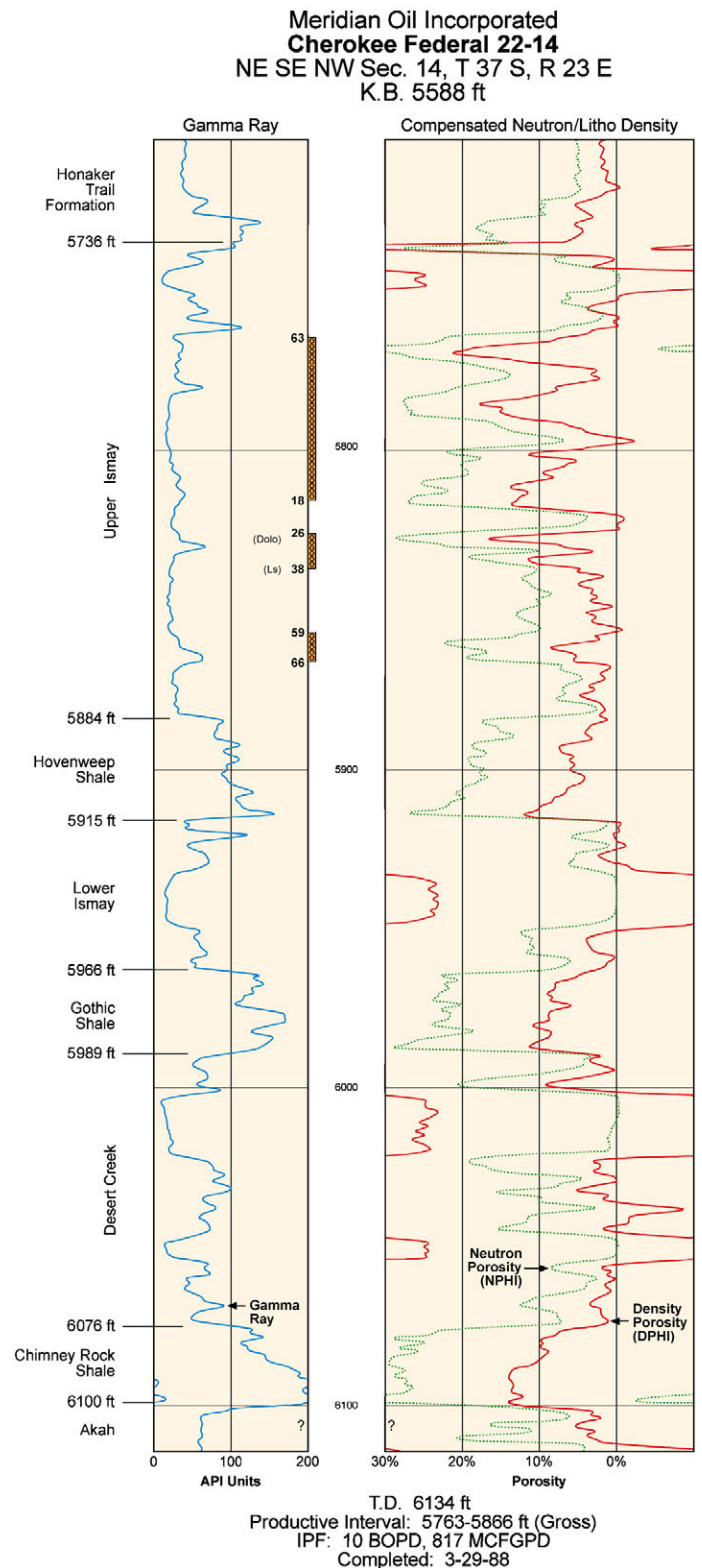 Meridian Oil Incorporated
Cherokee Federal 22-14
NE SE NW Sec. 14, T 37 S, R 23 E
K.B. 5588 ft
Gamma Ray
Compensated Neutron/Litho Density
Honaker
Trail
Formation
5736 ft
63
Upper Ismay
5800
18
26
(Dolo)
(Ls)
38
59
66
5884 ft
Hovenweep
Shale
5900
5915 ft
Lower
Ismay
5966 ft
Gothic
Shale
5989 ft
6000
Desert Creek
Neutron
Porosity
(NPHI)
Gamma
Ray
Density
Porosity
(DPHI)
6076 ft
Chimney Rock
Shale
6100 ft
6100
Akah
?
?
0 100 200
30% 20% 10% 0%
API Units
Porosity
T.D. 6134 ft
Productive Interval: 5763-5866 ft (Gross)
IPF: 10 BOPD, 817 MCFGPD
Completed: 3-29-88